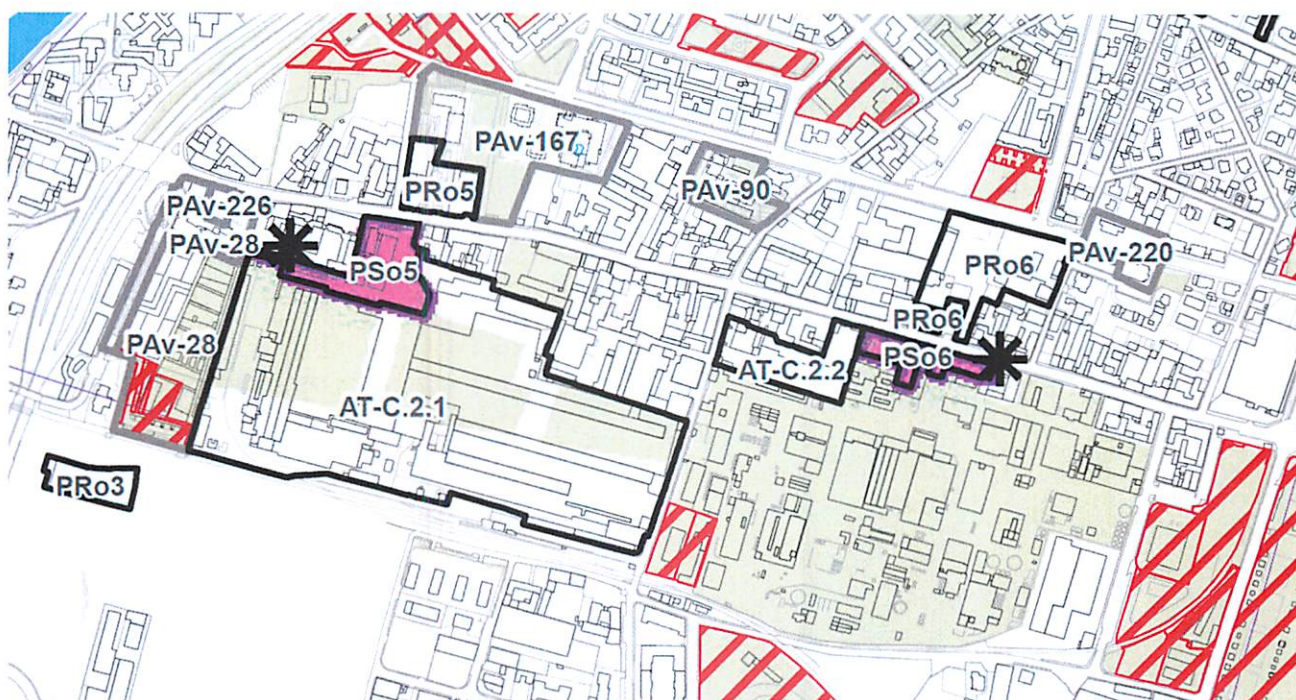 PAv-167
PRo5
PAv-90
PAv-226
PAv-28
PSo5
PRo6
PAv-220
PRo6
PAv-28
AT-C.2.2
PSo6
AT-C.2.1
PRo3